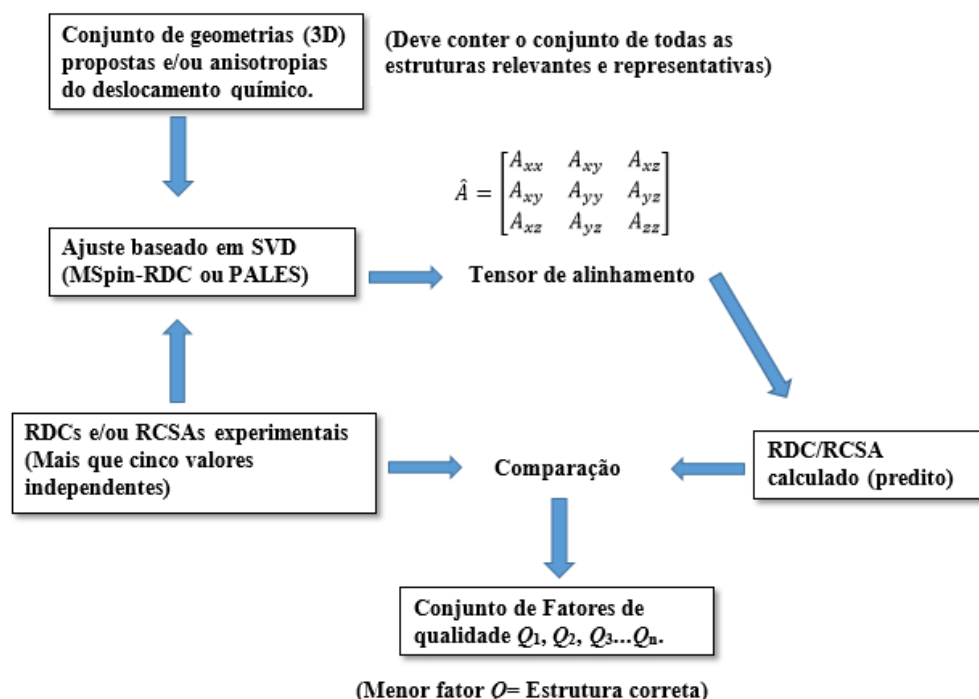 Conjunto de geometrias (3D)
propostas e/ou anisotropias
do deslocamento químico.
(Deve conter o conjunto de todas as
estruturas relevantes e representativas)
Â = [A_xx A_xy A_xz
A_xy A_yy A_yz
A_xz A_yz A_zz]
Ajuste baseado em SVD
(MSpin-RDC ou PALES)
Tensor de alinhamento
RDCs e/ou RCSAs experimentais
(Mais que cinco valores
independentes)
Comparação
RDC/RCSA
calculado (predito)
Conjunto de Fatores de
qualidade Q1, Q2, Q3...Qn.
(Menor fator Q= Estrutura correta)